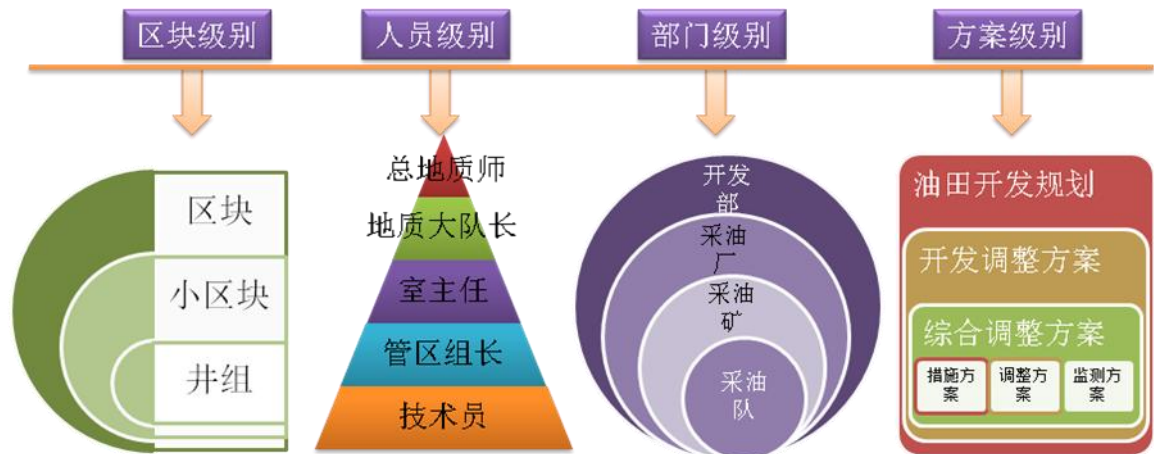 区块级别
人员级别
部门级别
方案级别
区块
小区块
井组
总地质师
地质大队长
室主任
管区组长
技术员
开发
部
采油
厂
采油
矿
采油
队
油田开发规划
开发调整方案
综合调整方案
措施方
案
调整方
案
监测方
案